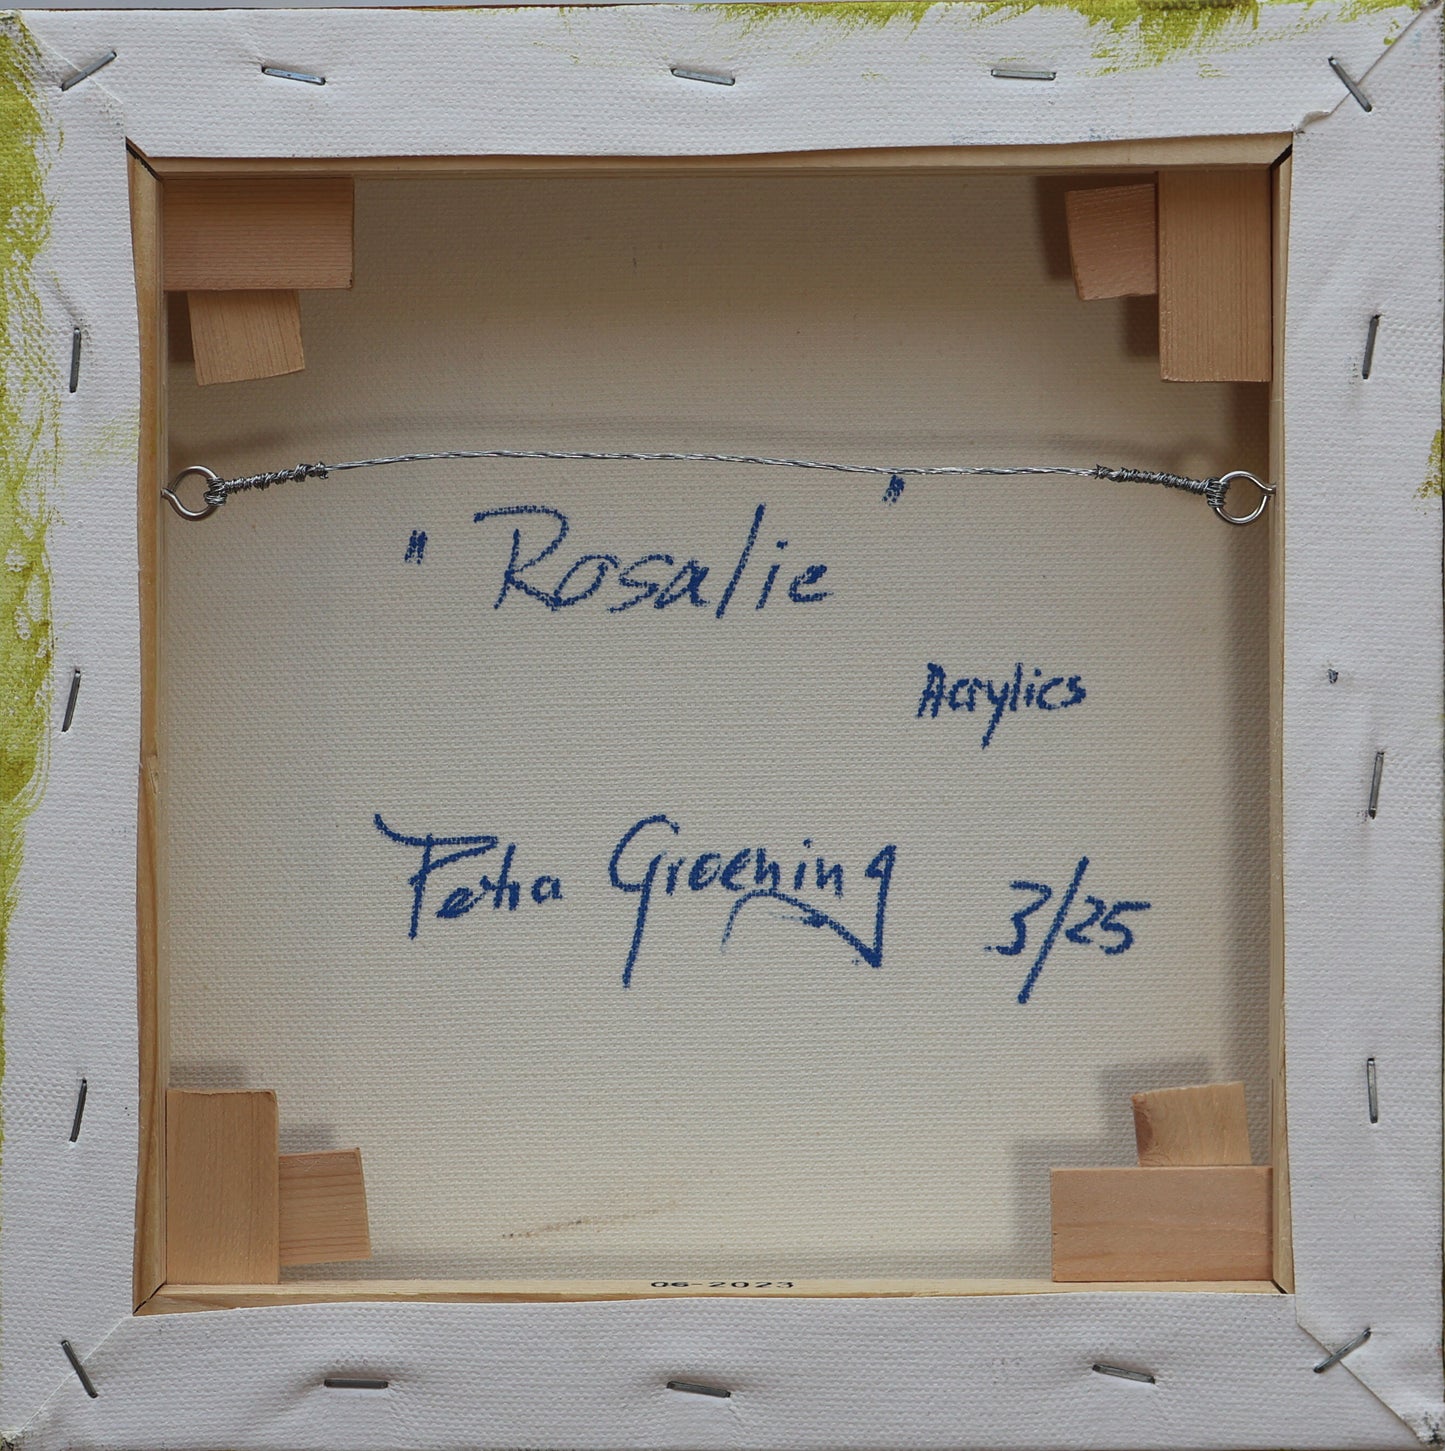 "Rosalie"
Acrylics
Petra Groening 3/25
06-2023